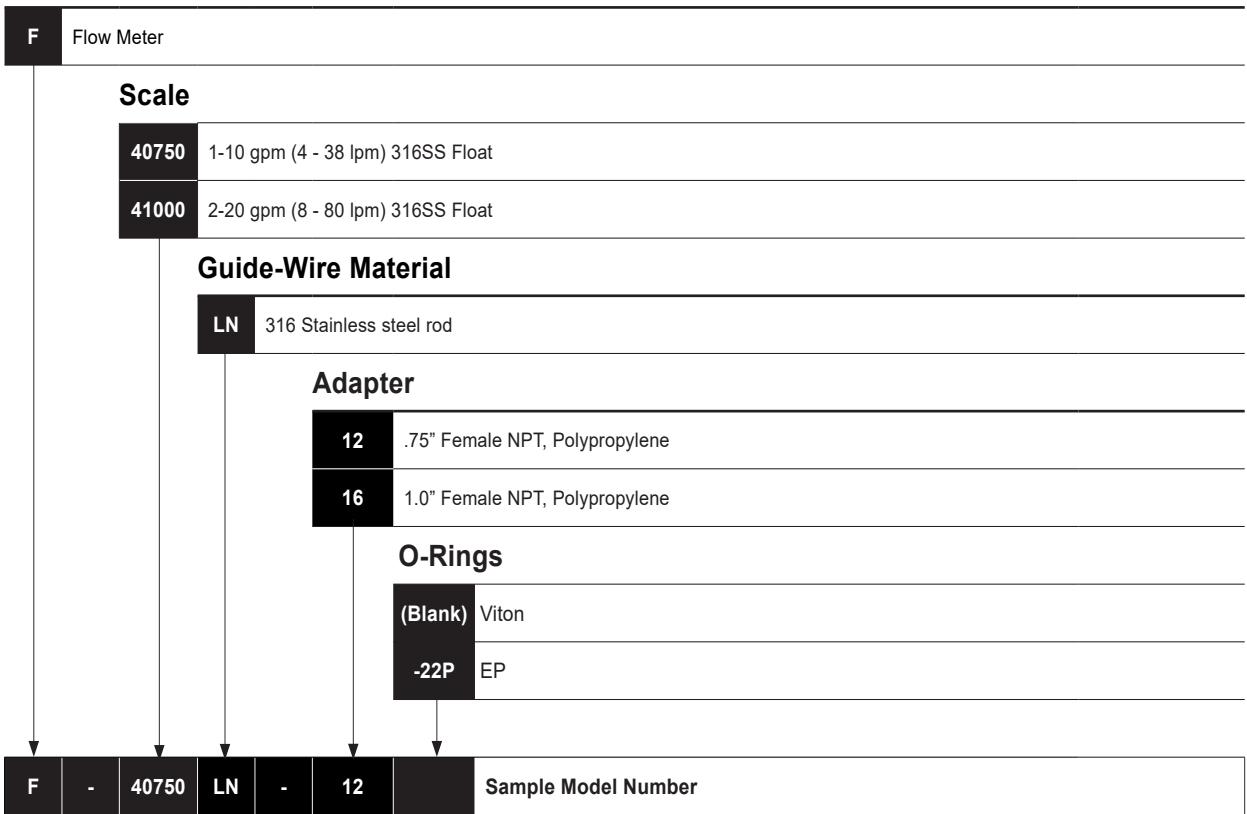 F Flow Meter
Scale
40750 1-10 gpm (4 - 38 lpm) 316SS Float
41000 2-20 gpm (8 - 80 lpm) 316SS Float
Guide-Wire Material
LN 316 Stainless steel rod
Adapter
12 .75” Female NPT, Polypropylene
16 1.0” Female NPT, Polypropylene
O-Rings
(Blank) Viton
-22P EP
F - 40750 LN - 12 Sample Model Number